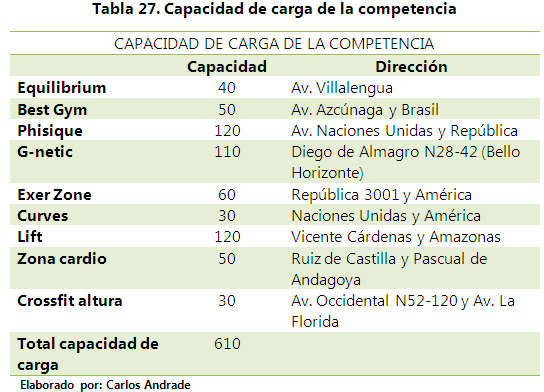 Tabla 27. Capacidad de carga de la competencia
CAPACIDAD DE CARGA DE LA COMPETENCIA
Capacidad Dirección
Equilibrium 40 Av. Villalengua
Best Gym 50 Av. Azcúnaga y Brasil
Phisique 120 Av. Naciones Unidas y República
G-netic 110 Diego de Almagro N28-42 (Bello
Horizonte)
Exer Zone 60 República 3001 y América
Curves 30 Naciones Unidas y América
Lift 120 Vicente Cárdenas y Amazonas
Zona cardio 50 Ruiz de Castilla y Pascual de
Andagoya
Crossfit altura 30 Av. Occidental N52-120 y Av. La
Florida
Total capacidad de 610
carga
Elaborado por: Carlos Andrade